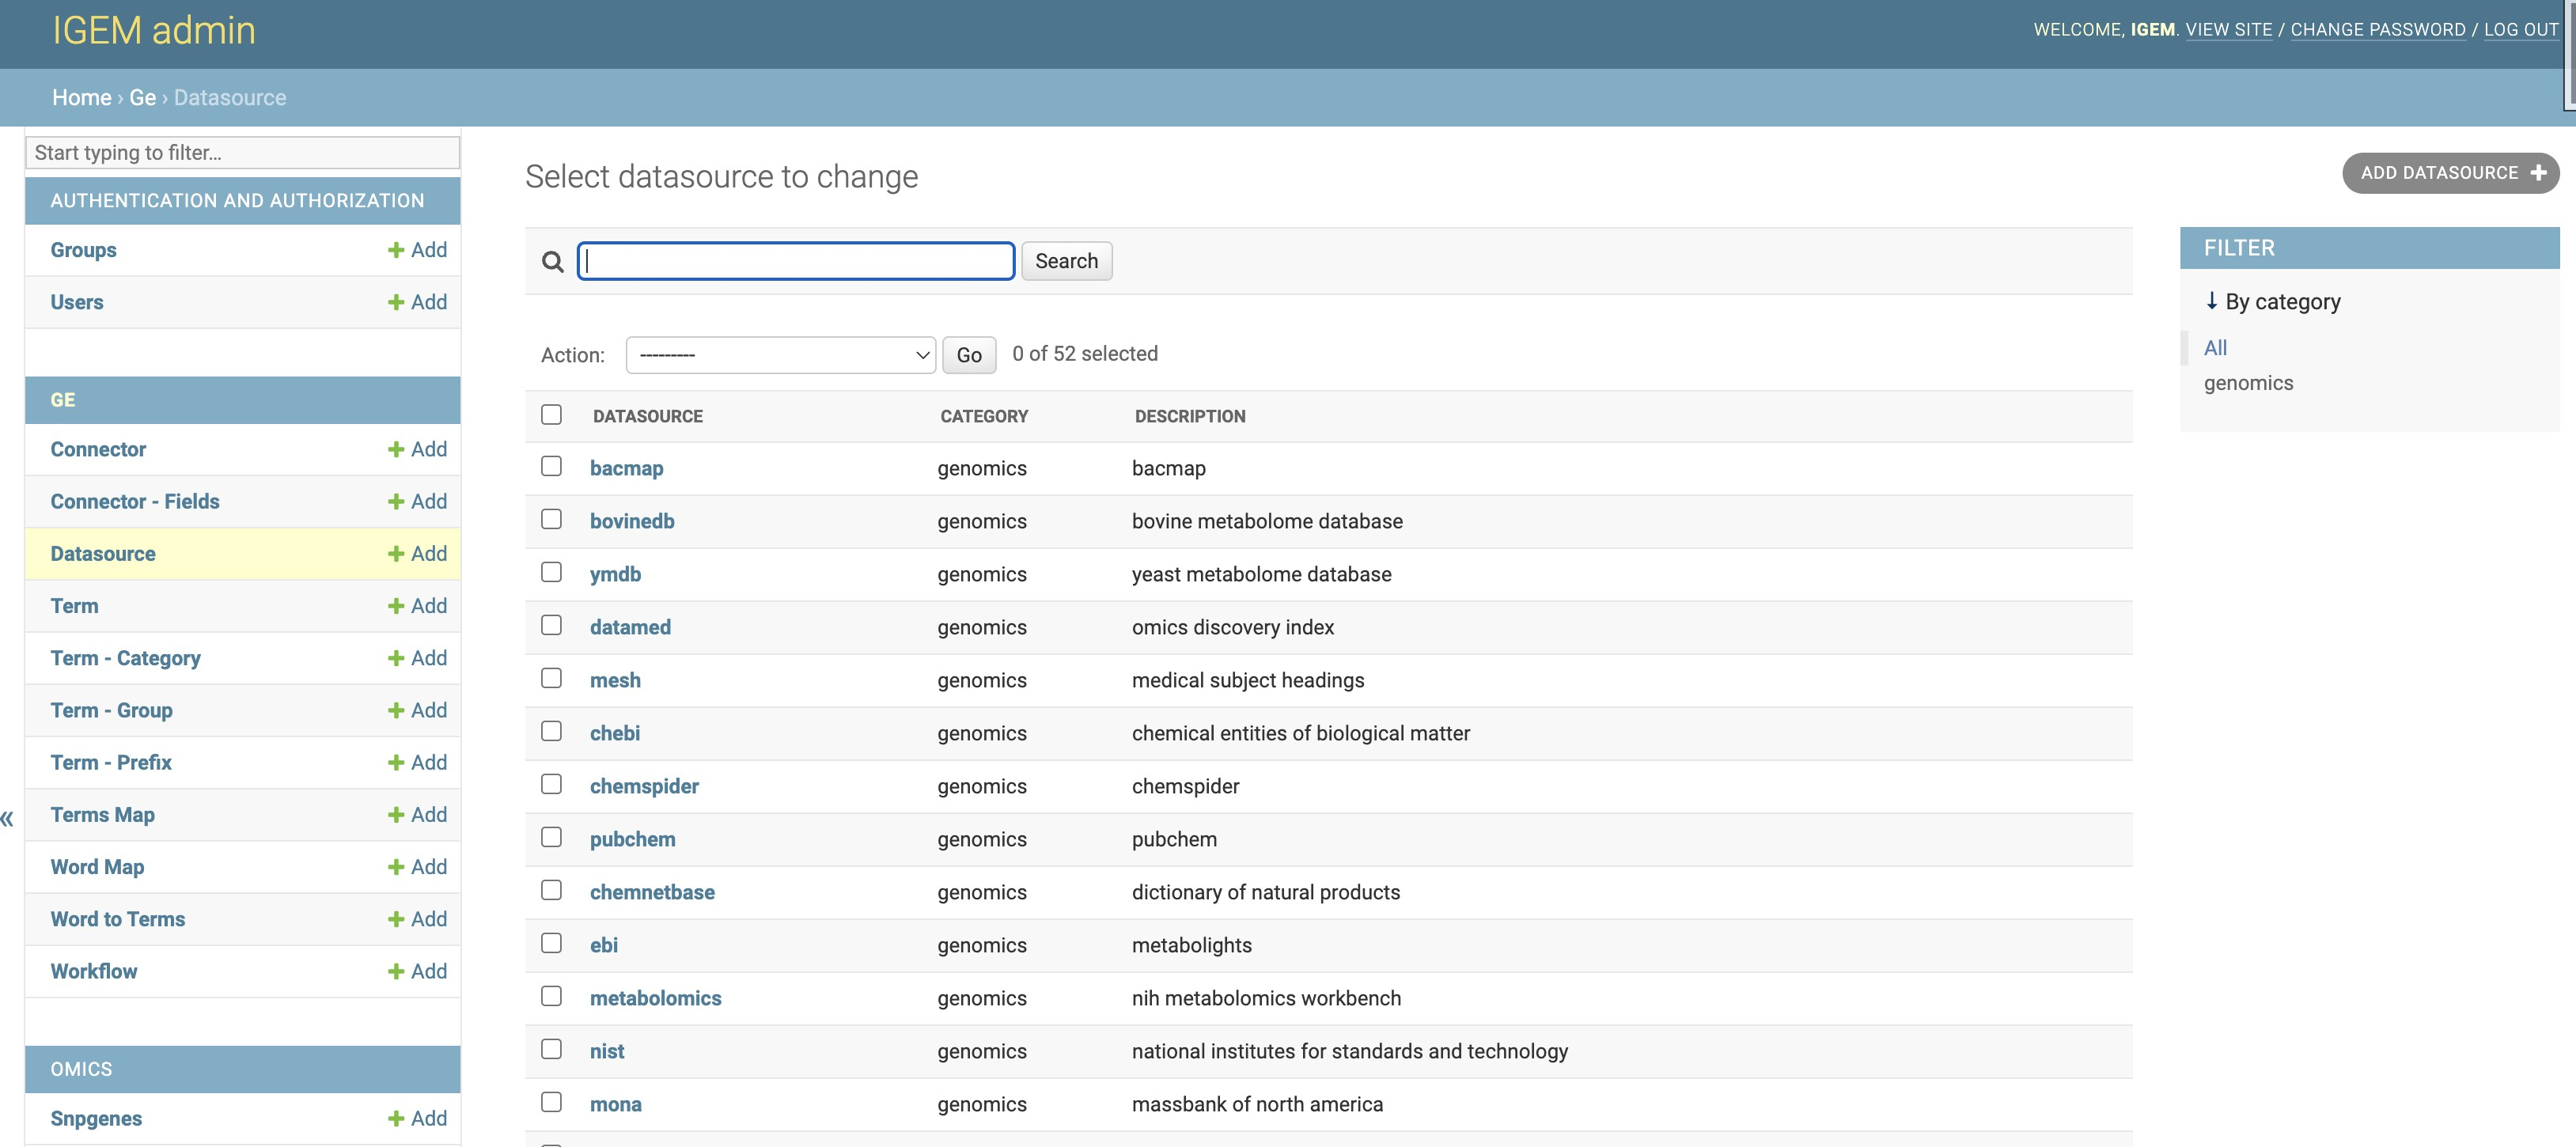 IGEM admin
WELCOME, IGEM. VIEW SITE / CHANGE PASSWORD / LOG OUT
Home › Ge › Datasource
Start typing to filter...
AUTHENTICATION AND AUTHORIZATION
Groups + Add
Users + Add
GE
Connector + Add
Connector - Fields + Add
Datasource + Add
Term + Add
Term - Category + Add
Term - Group + Add
Term - Prefix + Add
Terms Map + Add
Word Map + Add
Word to Terms + Add
Workflow + Add
OMICS
Snpgenes + Add
«
Select datasource to change
ADD DATASOURCE +
Search
Action: --------- Go 0 of 52 selected
DATASOURCE CATEGORY DESCRIPTION
bacmap genomics bacmap
bovinedb genomics bovine metabolome database
ymdb genomics yeast metabolome database
datamed genomics omics discovery index
mesh genomics medical subject headings
chebi genomics chemical entities of biological matter
chemspider genomics chemspider
pubchem genomics pubchem
chemnetbase genomics dictionary of natural products
ebi genomics metabolights
metabolomics genomics nih metabolomics workbench
nist genomics national institutes for standards and technology
mona genomics massbank of north america
FILTER
↓ By category
All
genomics